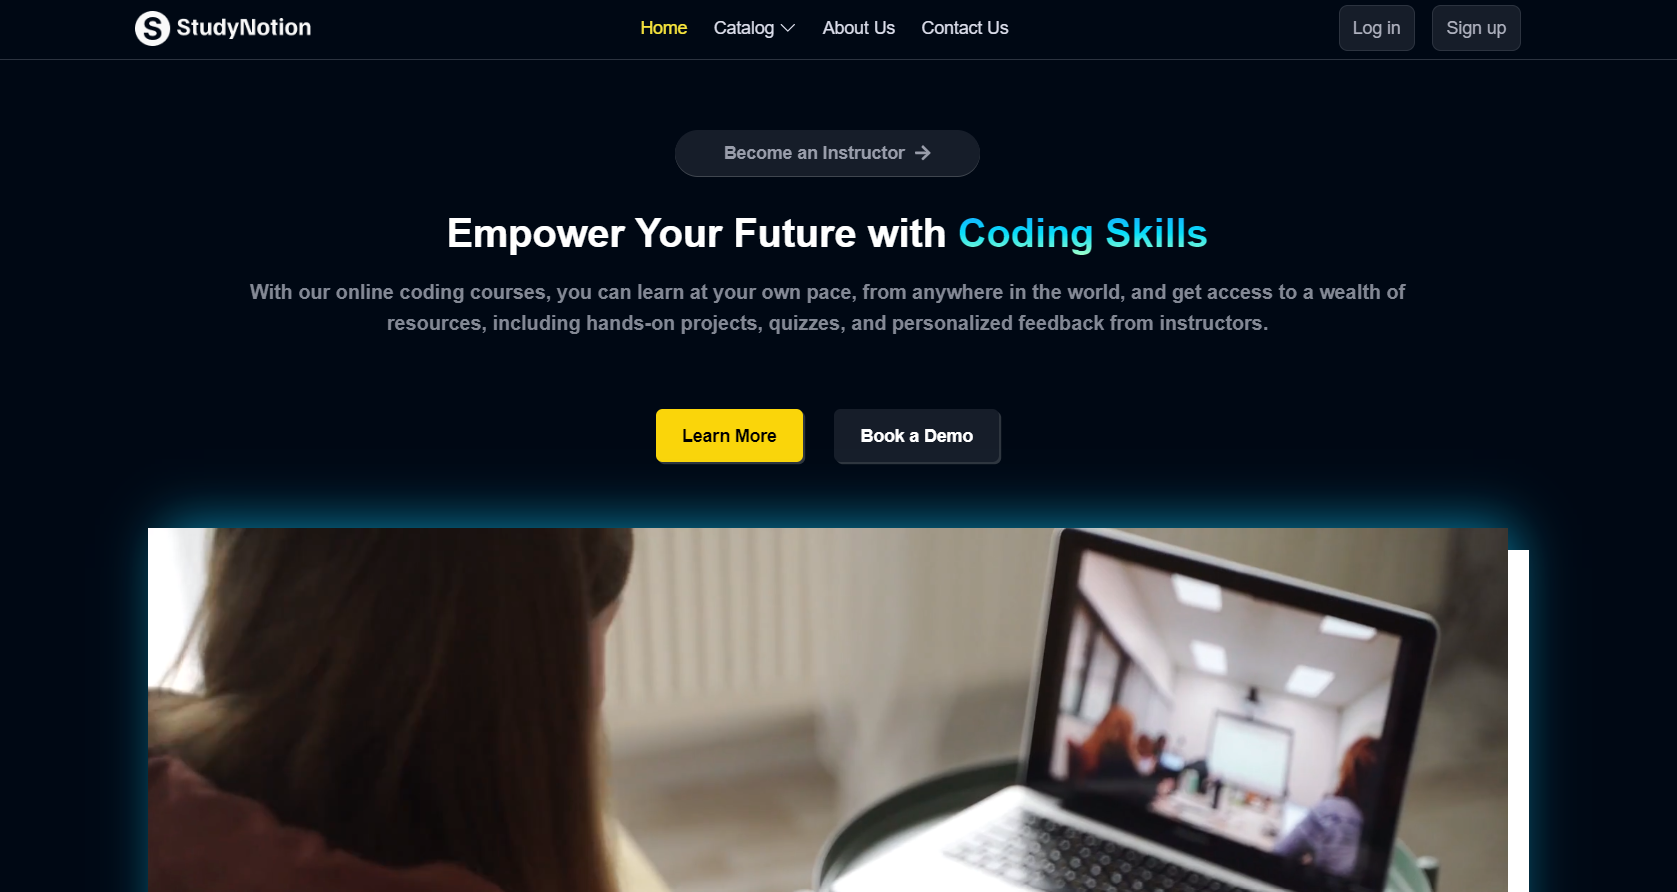 StudyNotion
Home
Catalog
About Us
Contact Us
Log in
Sign up
Become an Instructor
Empower Your Future with Coding Skills
With our online coding courses, you can learn at your own pace, from anywhere in the world, and get access to a wealth of
resources, including hands-on projects, quizzes, and personalized feedback from instructors.
Learn More
Book a Demo